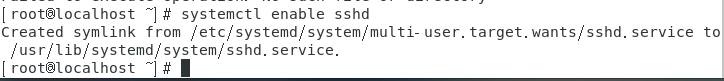 [root@localhost ~]# systemctl enable sshd
Created symlink from /etc/systemd/system/multi-user.target.wants/sshd.service to
/usr/lib/systemd/system/sshd.service.
[root@localhost ~]#